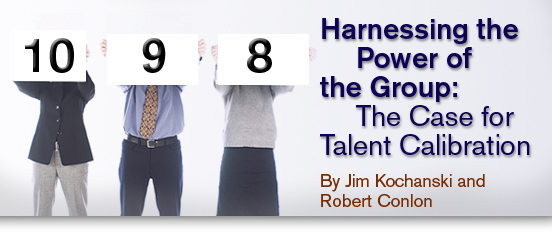 10 9 8
Harnessing the
Power of
the Group:
The Case for
Talent Calibration
By Jim Kochanski and
Robert Conlon